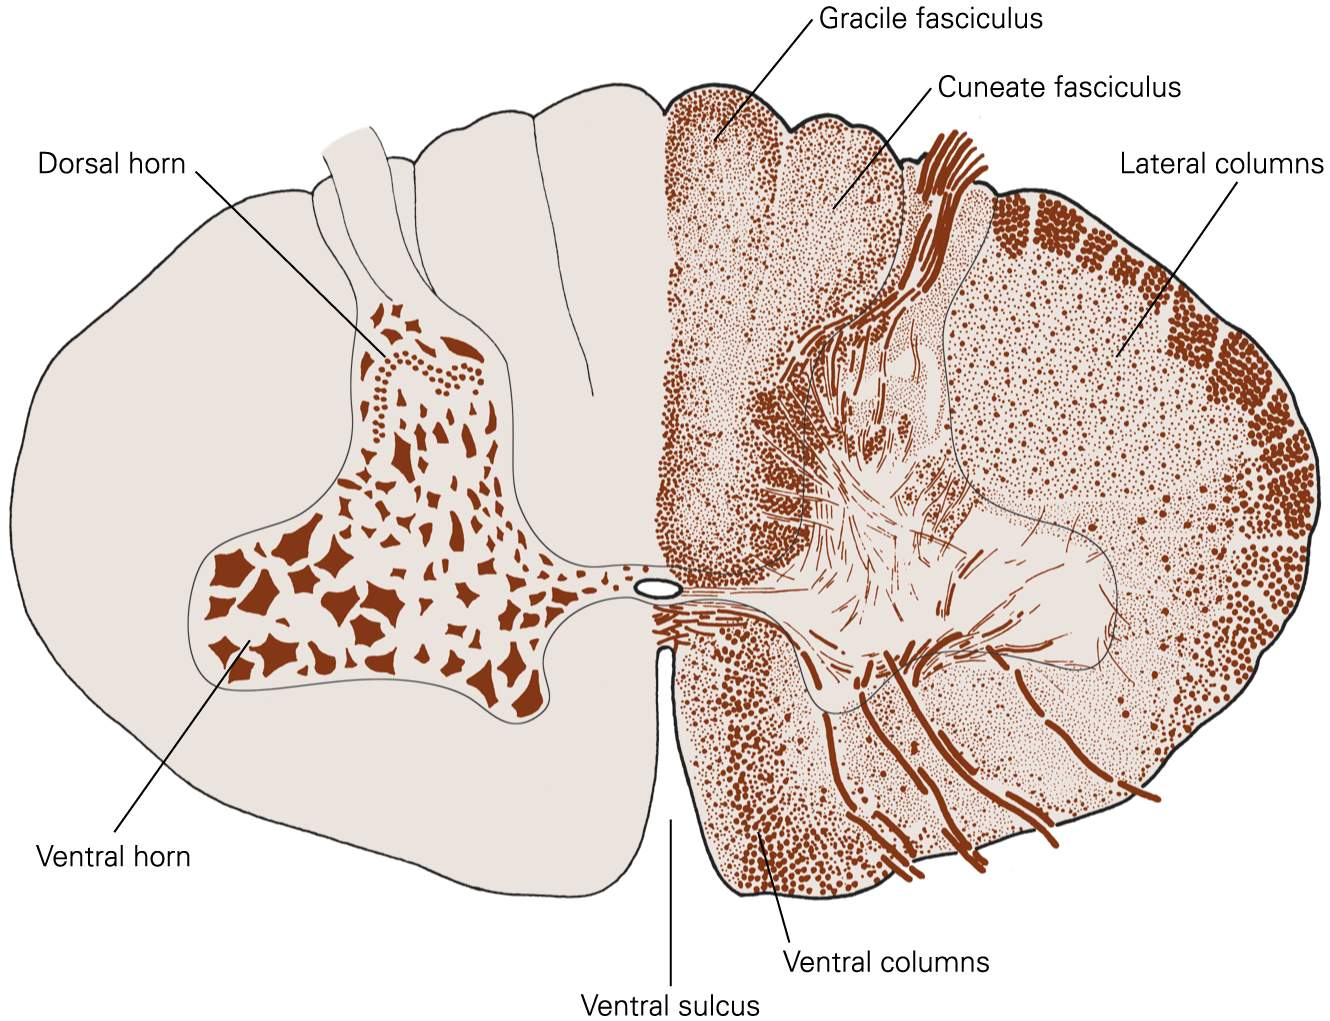 Gracile fasciculus
Cuneate fasciculus
Dorsal horn
Lateral columns
Ventral horn
Ventral columns
Ventral sulcus